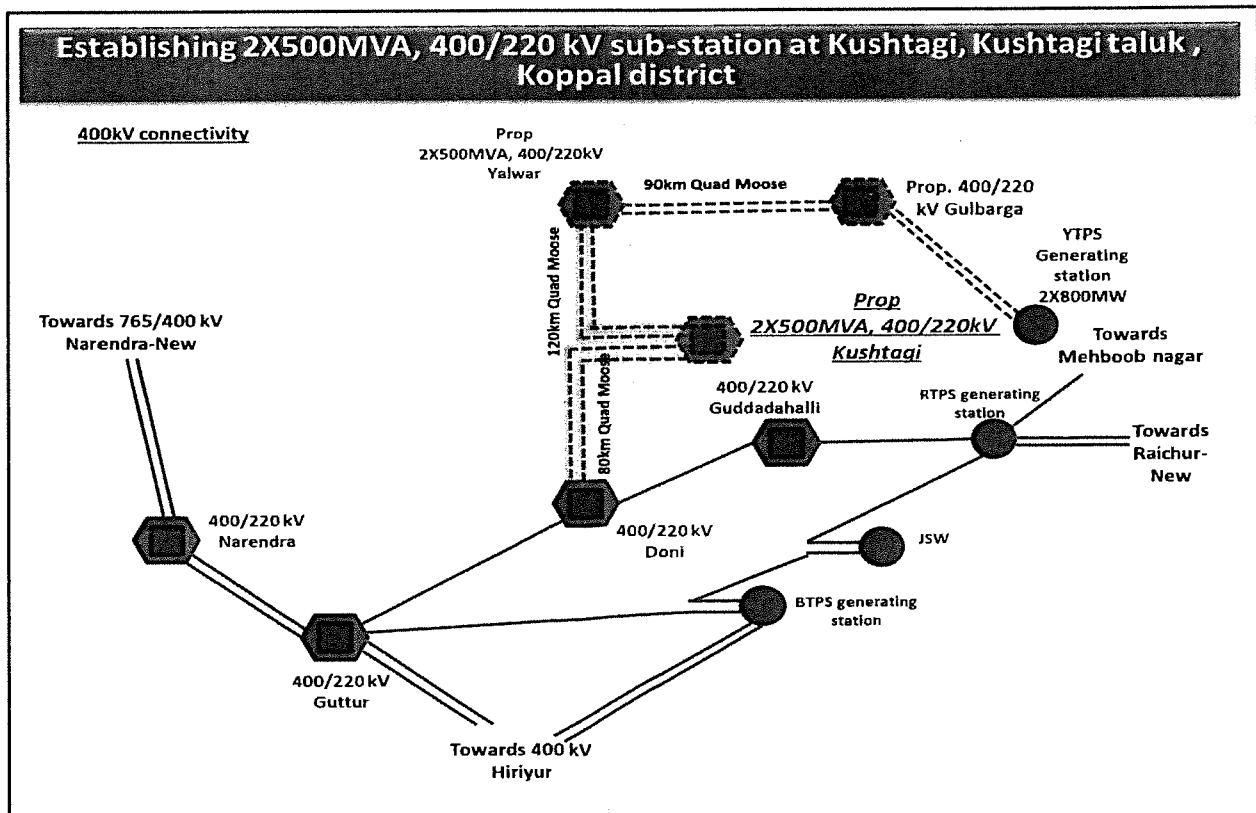 Establishing 2X500MVA, 400/220 kV sub-station at Kushtagi, Kushtagi taluk ,
Koppal district
400kV connectivity
Prop
2X500MVA, 400/220kV
Yalwar
90km Quad Moose
Prop. 400/220
kV Gulbarga
YTPS
Generating
station
2X800MW
120km Quad Moose
Prop
2X500MVA, 400/220kV
Kushtagi
Towards 765/400 kV
Narendra-New
Towards
Mehboob nagar
80km Quad Moose
400/220 kV
Guddadahalli
RTPS generating
station
Towards
Raichur-
New
400/220 kV
Narendra
400/220 kV
Doni
JSW
BTPS generating
station
400/220 kV
Guttur
Towards 400 kV
Hiriyur